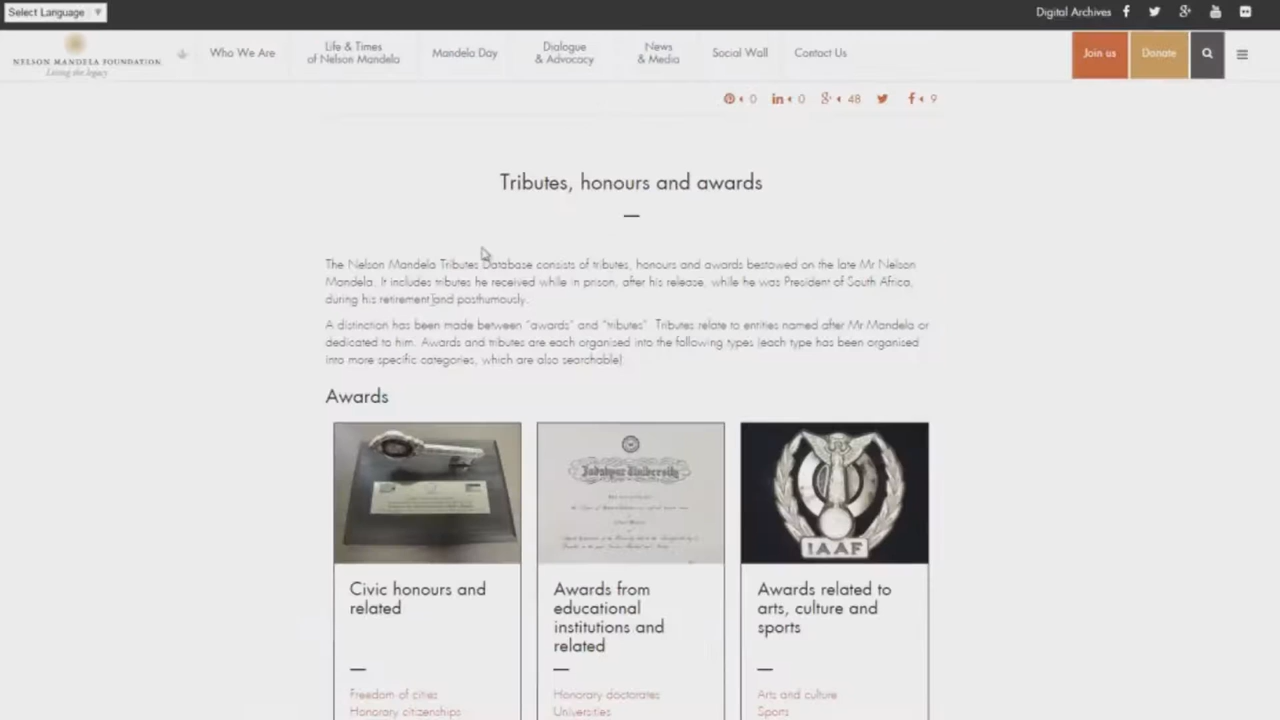 Select Language
Digital Archives
NELSON MANDELA FOUNDATION
Living the legacy
Who We Are
Life & Times
of Nelson Mandela
Mandela Day
Dialogue
& Advocacy
News
& Media
Social Wall
Contact Us
Join us
Donate
0
0
48
9
Tributes, honours and awards
The Nelson Mandela Tributes Database consists of tributes, honours and awards bestowed on the late Mr Nelson
Mandela. It includes tributes he received while in prison, after his release, while he was President of South Africa,
during his retirement and posthumously.
A distinction has been made between "awards" and "tributes". Tributes relate to entities named after Mr Mandela or
dedicated to him. Awards and tributes are each organised into the following types (each type has been organised
into more specific categories, which are also searchable)
Awards
Jadavpur University
IAAF
Civic honours and
related
Awards from
educational
institutions and
related
Awards related to
arts, culture and
sports
Freedom of cities
Honorary citizenships
Honorary doctorates
Universities
Arts and culture
Sports